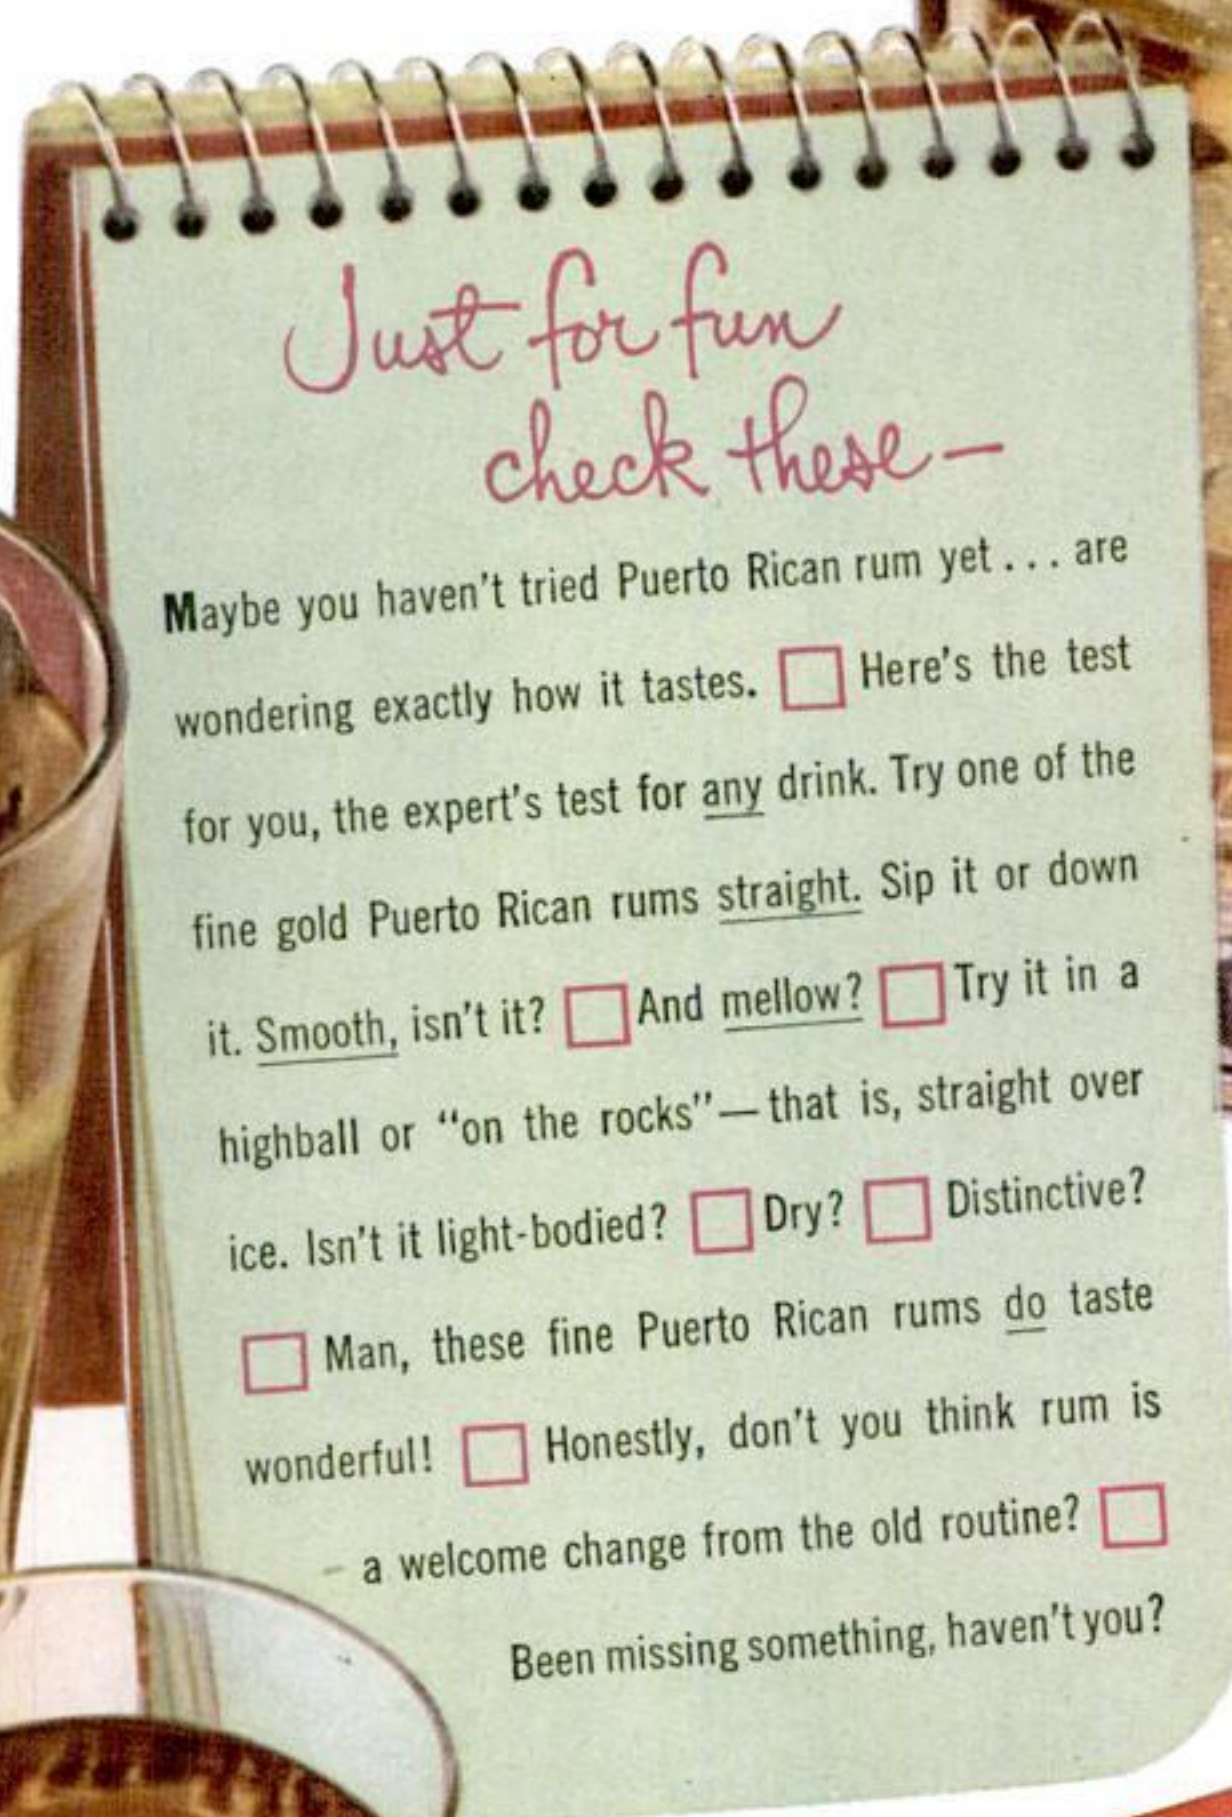 Just for fun
check these—
Maybe you haven't tried Puerto Rican rum yet... are
wondering exactly how it tastes. ☐ Here's the test
for you, the expert's test for any drink. Try one of the
fine gold Puerto Rican rums straight. Sip it or down
it. Smooth, isn't it? ☐ And mellow? ☐ Try it in a
highball or “on the rocks”—that is, straight over
ice. Isn't it light-bodied? ☐ Dry? ☐ Distinctive?
☐ Man, these fine Puerto Rican rums do taste
wonderful! ☐ Honestly, don't you think rum is
a welcome change from the old routine? ☐
Been missing something, haven't you?